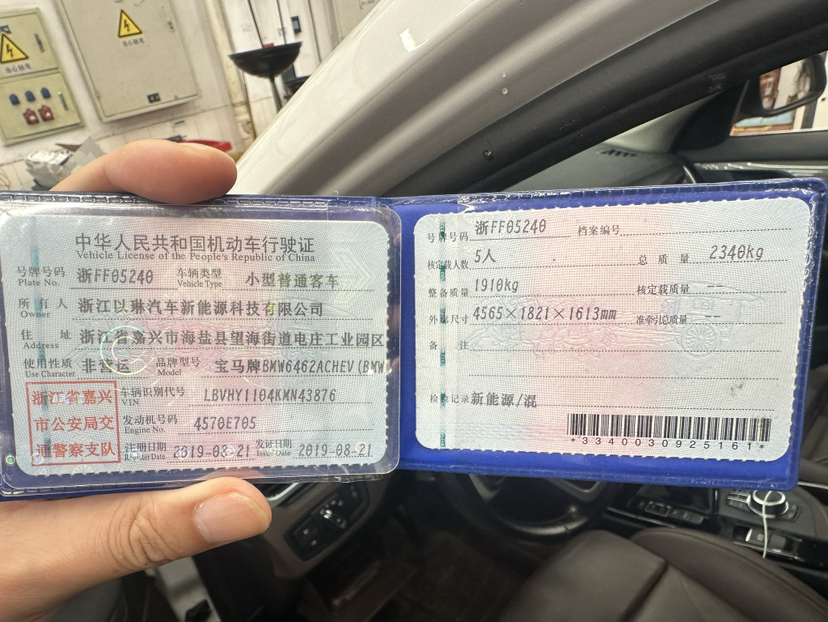 中华人民共和国机动车行驶证
Vehicle License of the People's Republic of China
号牌号码 浙FF05240 车辆类型 小型普通客车
Plate No. Vehicle Type
所有人 浙江以琳汽车新能源科技有限公司
Owner
住址 浙江省嘉兴市海盐县望海街道电庄工业园区
Address
使用性质 非营运 品牌型号 宝马牌BMW6462ACHEV(BMW
Use Character Model
浙江省嘉兴
市公安局交
通警察支队
车辆识别代号 LBVHY1104KMN43876
VIN
发动机号码 4570E705
Engine No.
注册日期 2019-08-21 发证日期 2019-08-21
Register Date Issue Date
号牌号码 浙FF05240 档案编号
核定载人数 5人 总质量 2340kg
整备质量 1910kg 核定载质量 --
外廓尺寸 4565×1821×1613mm 准牵引总质量 --
备注
检验记录 新能源/混
*3340030925161*